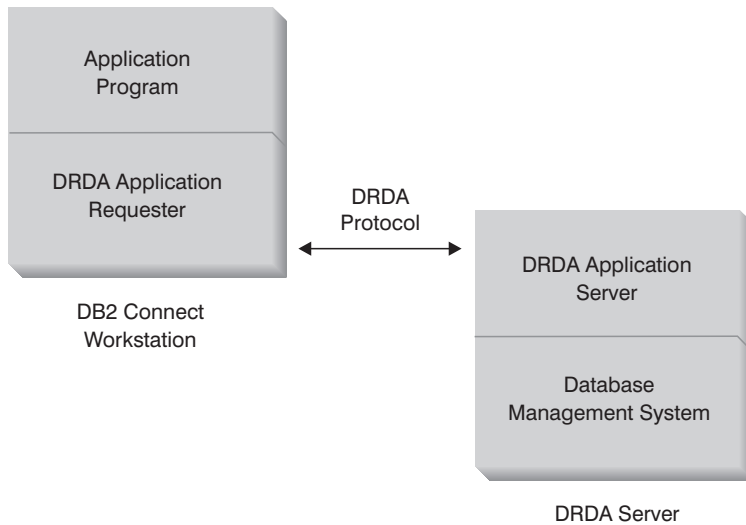 Application
Program
DRDA Application
Requester
DB2 Connect
Workstation
DRDA
Protocol
DRDA Application
Server
Database
Management System
DRDA Server